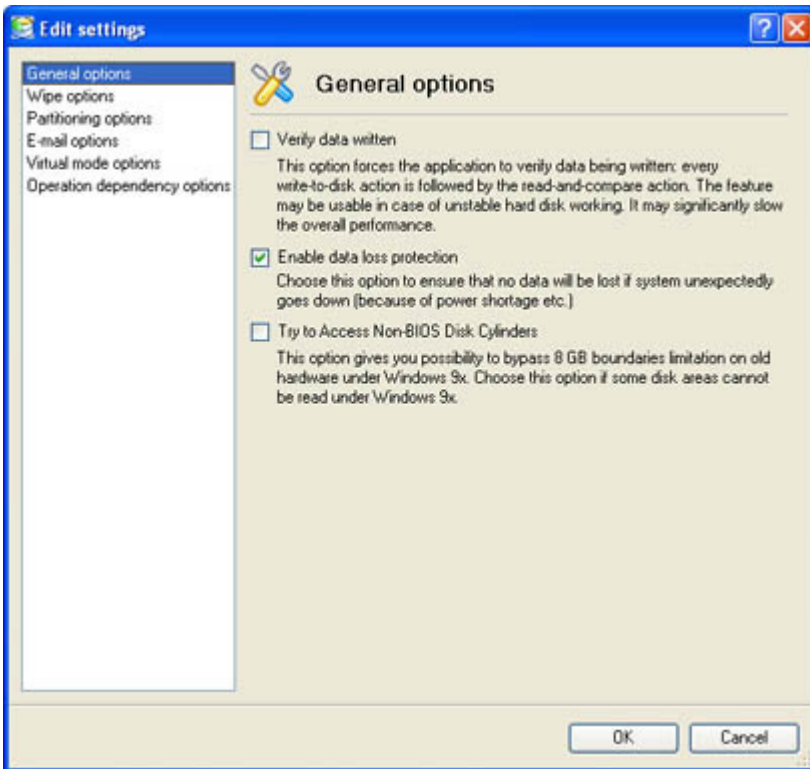 Edit settings
General options
Wipe options
Partitioning options
E-mail options
Virtual mode options
Operation dependency options
General options
Verify data written
This option forces the application to verify data being written: every
write-to-disk action is followed by the read-and-compare action. The feature
may be usable in case of unstable hard disk working. It may significantly slow
the overall performance.
Enable data loss protection
Choose this option to ensure that no data will be lost if system unexpectedly
goes down (because of power shortage etc.)
Try to Access Non-BIOS Disk Cylinders
This option gives you possibility to bypass 8 GB boundaries limitation on old
hardware under Windows 9x. Choose this option if some disk areas cannot
be read under Windows 9x.
OK
Cancel